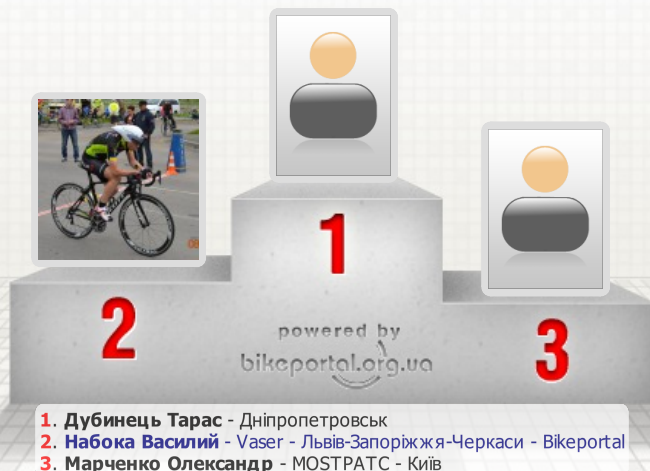 1
2
3
powered by
bikeportal.org.ua
1. Дубинець Тарас - Дніпропетровськ
2. Набока Василий - Vaser - Львів-Запоріжжя-Черкаси - Bikeportal
3. Марченко Олександр - МОSТРАТС - Київ